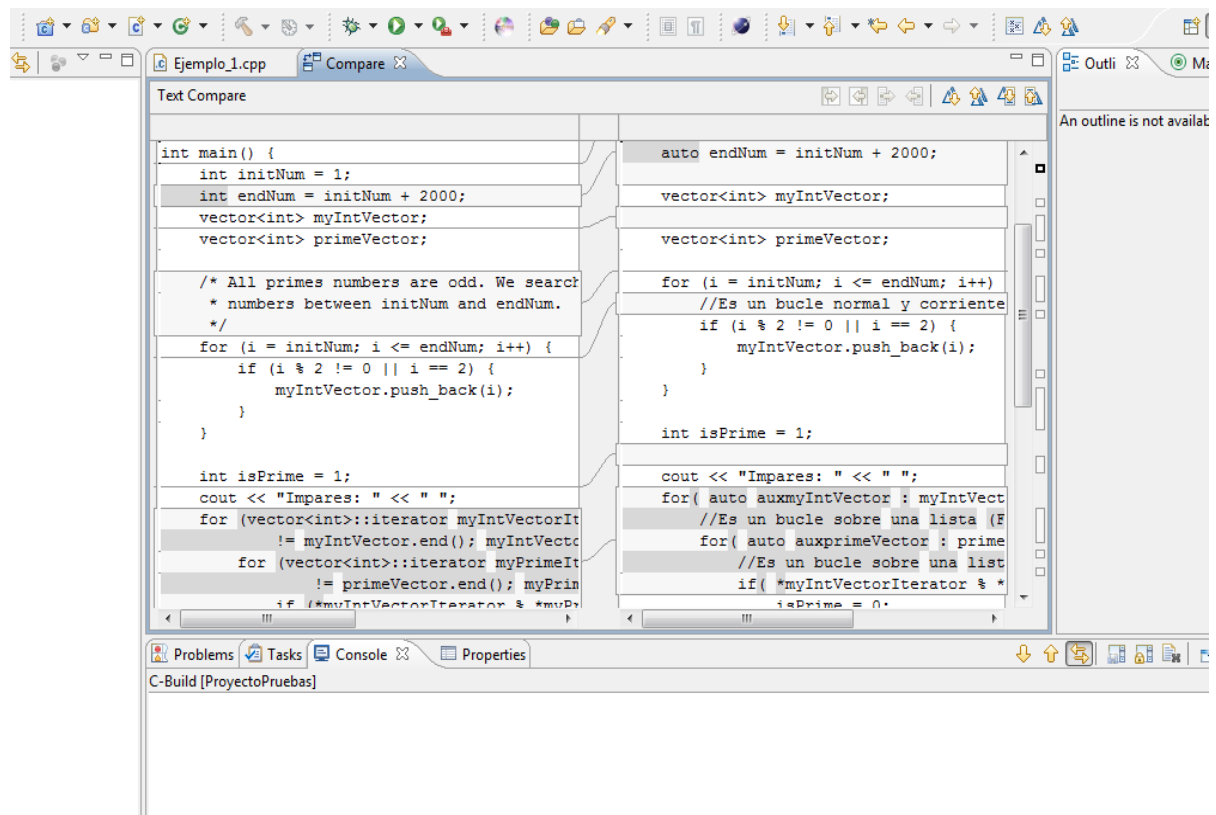 Ejemplo_1.cpp
Compare
Outli
Text Compare
An outline is not
int main() {
int initNum = 1;
int endNum = initNum + 2000;
vector<int> myIntVector;
vector<int> primeVector;
/* All primes numbers are odd. We search
* numbers between initNum and endNum.
*/
for (i = initNum; i <= endNum; i++) {
if (i % 2 != 0 || i == 2) {
myIntVector.push_back(i);
}
}
int isPrime = 1;
cout << "Impares: " << " ";
for (vector<int>::iterator myIntVectorIt
!= myIntVector.end(); myIntVecto
for (vector<int>::iterator myPrimeIt
!= primeVector.end(); myPrim
if (*myIntVectorIterator % *myPr
auto endNum = initNum + 2000;
vector<int> myIntVector;
vector<int> primeVector;
for (i = initNum; i <= endNum; i++)
//Es un bucle normal y corriente
if (i % 2 != 0 || i == 2) {
myIntVector.push_back(i);
}
}
int isPrime = 1;
cout << "Impares: " << " ";
for( auto auxmyIntVector : myIntVect
//Es un bucle sobre una lista (F
for( auto auxprimeVector : prime
//Es un bucle sobre una list
if( *myIntVectorIterator % *
isPrime = 0;
Problems
Tasks
Console
Properties
C-Build [ProyectoPruebas]